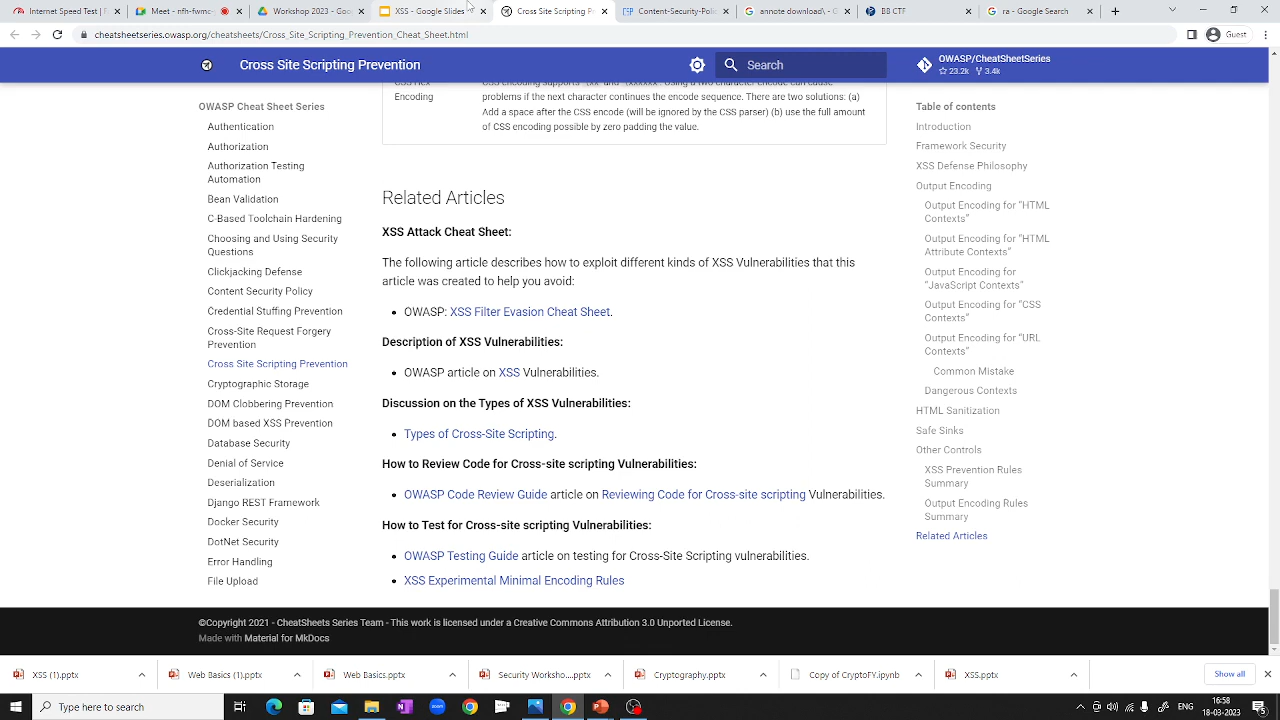 Internet Speed Test | F
Meet – nfh-mynt-
Workshop 2023 - Goo
XSS - Google Slides
Cross Site Scripting Pr
Content-Security-Polic
annote download\ - G
BB CTF
ra - Google Search
cheatsheetseries.owasp.org/cheatsheets/Cross_Site_Scripting_Prevention_Cheat_Sheet.html
Guest
Cross Site Scripting Prevention
Search
OWASP/CheatSheetSeries
23.2k 3.4k
OWASP Cheat Sheet Series
Authentication
Authorization
Authorization Testing
Automation
Bean Validation
C-Based Toolchain Hardening
Choosing and Using Security
Questions
Clickjacking Defense
Content Security Policy
Credential Stuffing Prevention
Cross-Site Request Forgery
Prevention
Cross Site Scripting Prevention
Cryptographic Storage
DOM Clobbering Prevention
DOM based XSS Prevention
Database Security
Denial of Service
Deserialization
Django REST Framework
Docker Security
DotNet Security
Error Handling
File Upload
Encoding
problems if the next character continues the encode sequence. There are two solutions: (a)
Add a space after the CSS encode (will be ignored by the CSS parser) (b) use the full amount
of CSS encoding possible by zero padding the value.
Related Articles
XSS Attack Cheat Sheet:
The following article describes how to exploit different kinds of XSS Vulnerabilities that this
article was created to help you avoid:
OWASP: XSS Filter Evasion Cheat Sheet.
Description of XSS Vulnerabilities:
OWASP article on XSS Vulnerabilities.
Discussion on the Types of XSS Vulnerabilities:
Types of Cross-Site Scripting.
How to Review Code for Cross-site scripting Vulnerabilities:
OWASP Code Review Guide article on Reviewing Code for Cross-site scripting Vulnerabilities.
How to Test for Cross-site scripting Vulnerabilities:
OWASP Testing Guide article on testing for Cross-Site Scripting vulnerabilities.
XSS Experimental Minimal Encoding Rules
Table of contents
Introduction
Framework Security
XSS Defense Philosophy
Output Encoding
Output Encoding for “HTML
Contexts”
Output Encoding for “HTML
Attribute Contexts”
Output Encoding for
“JavaScript Contexts”
Output Encoding for “CSS
Contexts”
Output Encoding for “URL
Contexts”
Common Mistake
Dangerous Contexts
HTML Sanitization
Safe Sinks
Other Controls
XSS Prevention Rules
Summary
Output Encoding Rules
Summary
Related Articles
©Copyright 2021 - CheatSheets Series Team - This work is licensed under a Creative Commons Attribution 3.0 Unported License.
Made with Material for MkDocs
XSS (1).pptx
Web Basics (1).pptx
Web Basics.pptx
Security Worksho....pptx
Cryptography.pptx
Copy of CryptoFY.ipynb
XSS.pptx
Show all
Type here to search
ENG
16:58
18-03-2023